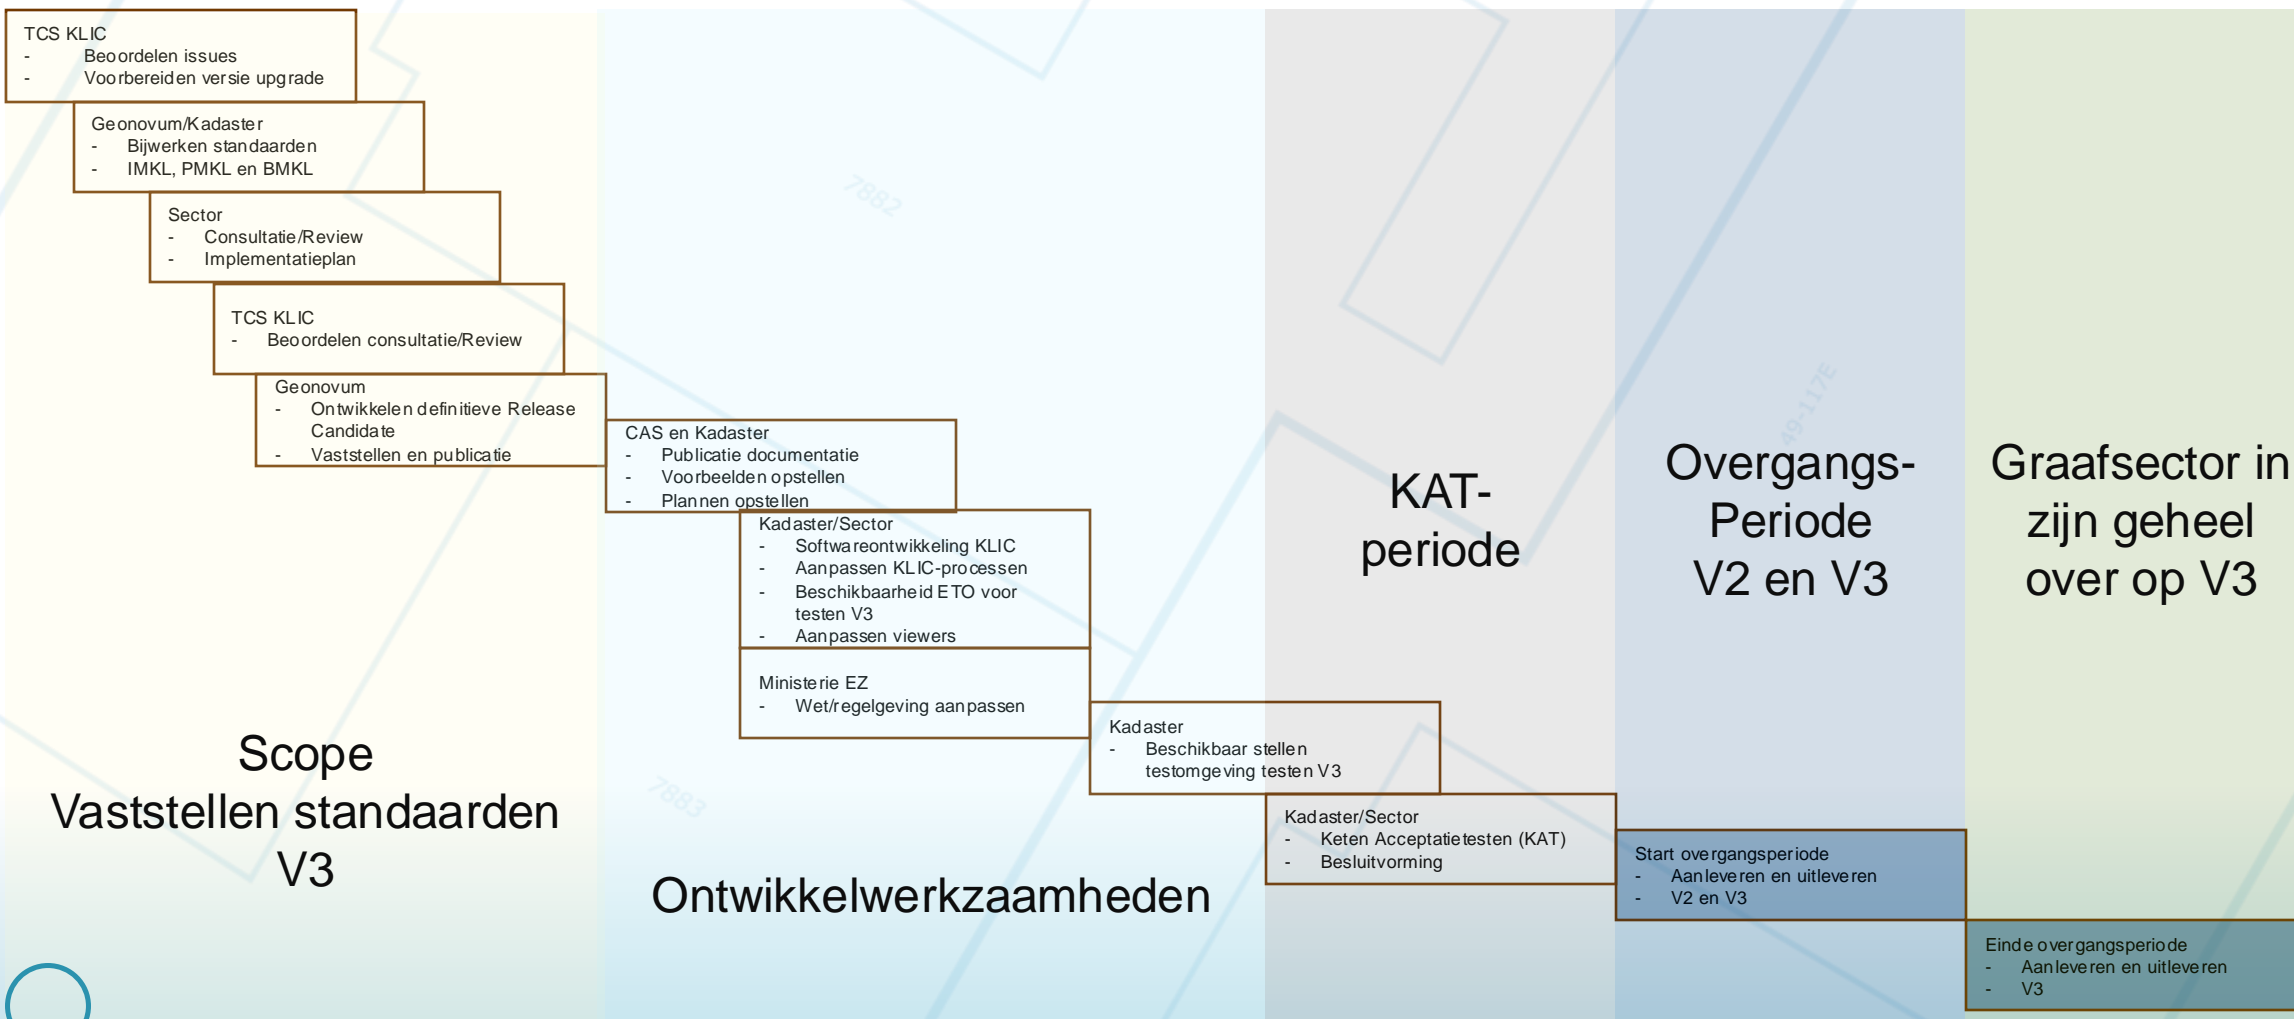 TCS KLIC
- Beoordelen issues
- Voorbereiden versie upgrade
Geonovum/Kadaster
- Bijwerken standaarden
- IMKL, PMKL en BMKL
Sector
- Consultatie/Review
- Implementatieplan
TCS KLIC
- Beoordelen consultatie/Review
Geonovum
- Ontwikkelen definitieve Release
Candidate
- Vaststellen en publicatie
CAS en Kadaster
- Publicatie documentatie
- Voorbeelden opstellen
- Plannen opstellen
Kadaster/Sector
- Softwareontwikkeling KLIC
- Aanpassen KLIC-processen
- Beschikbaarheid ETO voor
testen V3
- Aanpassen viewers
Ministerie EZ
- Wet/regelgeving aanpassen
Kadaster
- Beschikbaar stellen
testomgeving testen V3
Kadaster/Sector
- Keten Acceptatietesten (KAT)
- Besluitvorming
Start overgangsperiode
- Aanleveren en uitleveren
- V2 en V3
Einde overgangsperiode
- Aanleveren en uitleveren
- V3
Scope
Vaststellen standaarden
V3
Ontwikkelwerkzaamheden
KAT-
periode
Overgangs-
Periode
V2 en V3
Graafsector in
zijn geheel
over op V3
7882
7883
49-117E